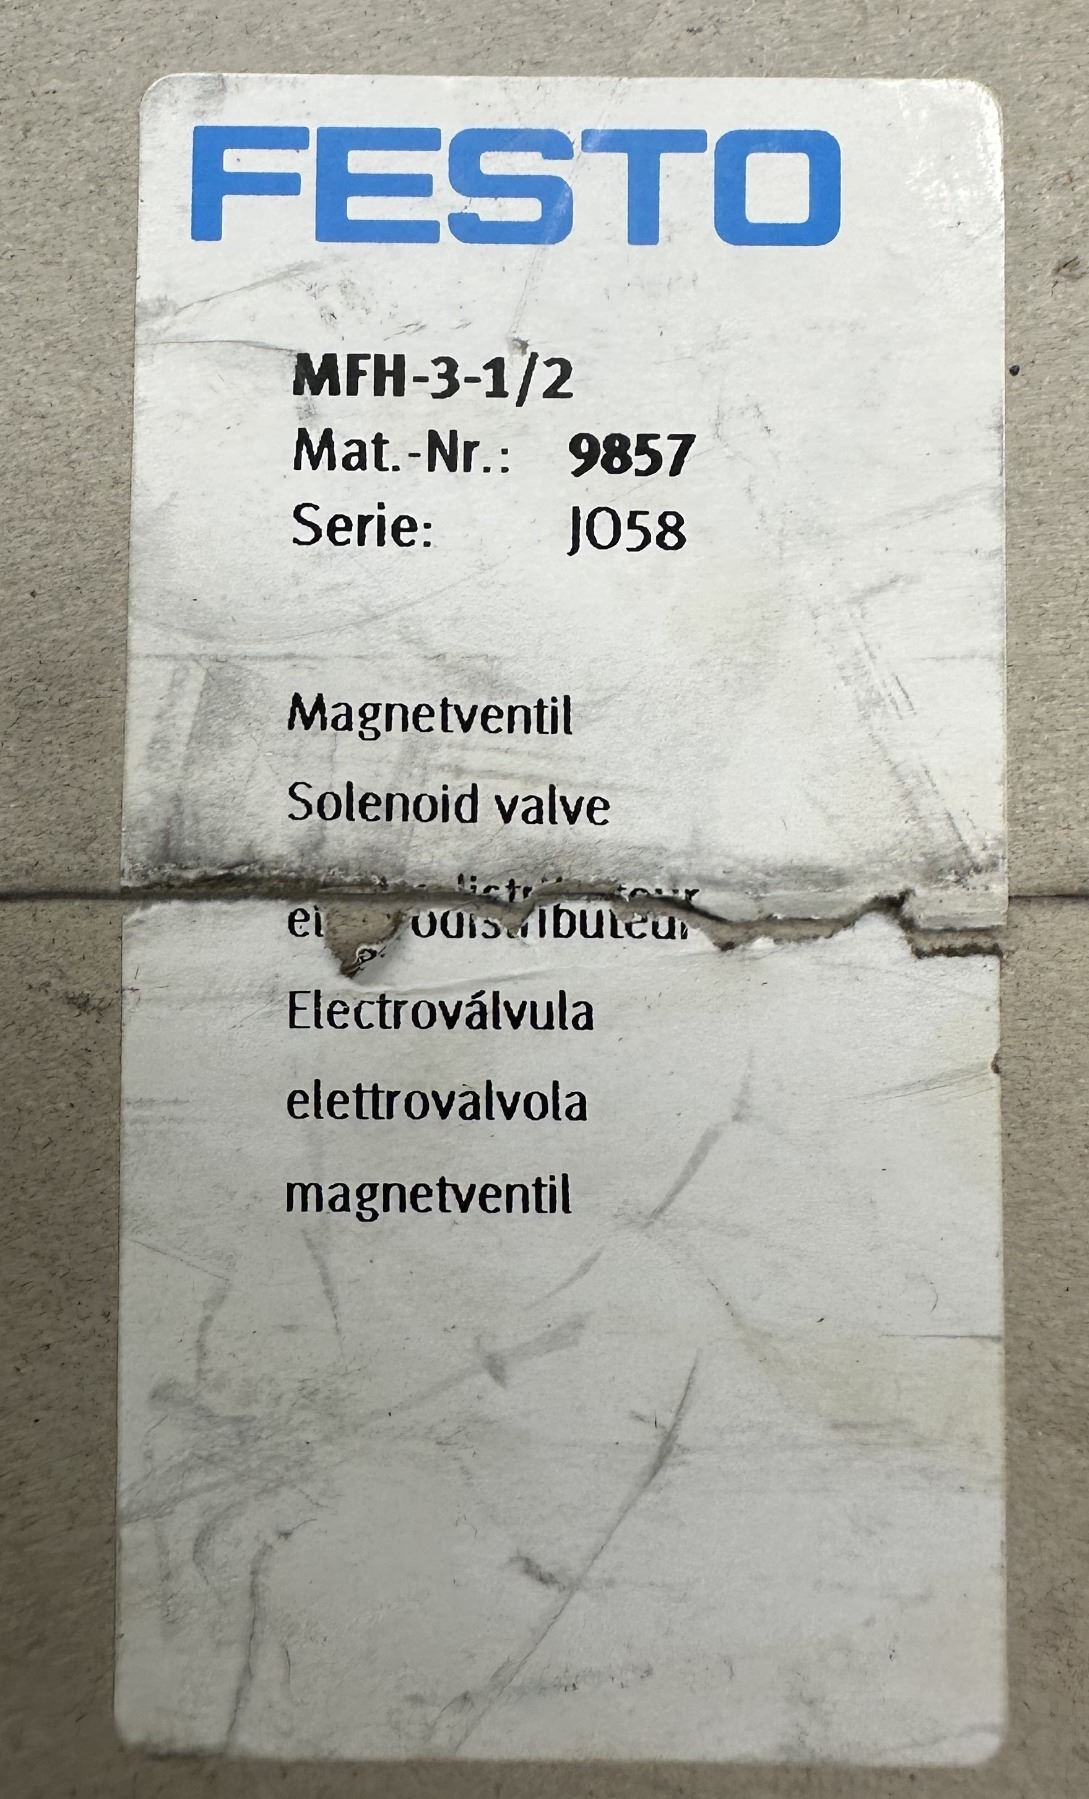 FESTO
MFH-3-1/2
Mat.-Nr.: 9857
Serie: JO58
Magnetventil
Solenoid valve
Electroválvula
elettrovalvola
magnetventil